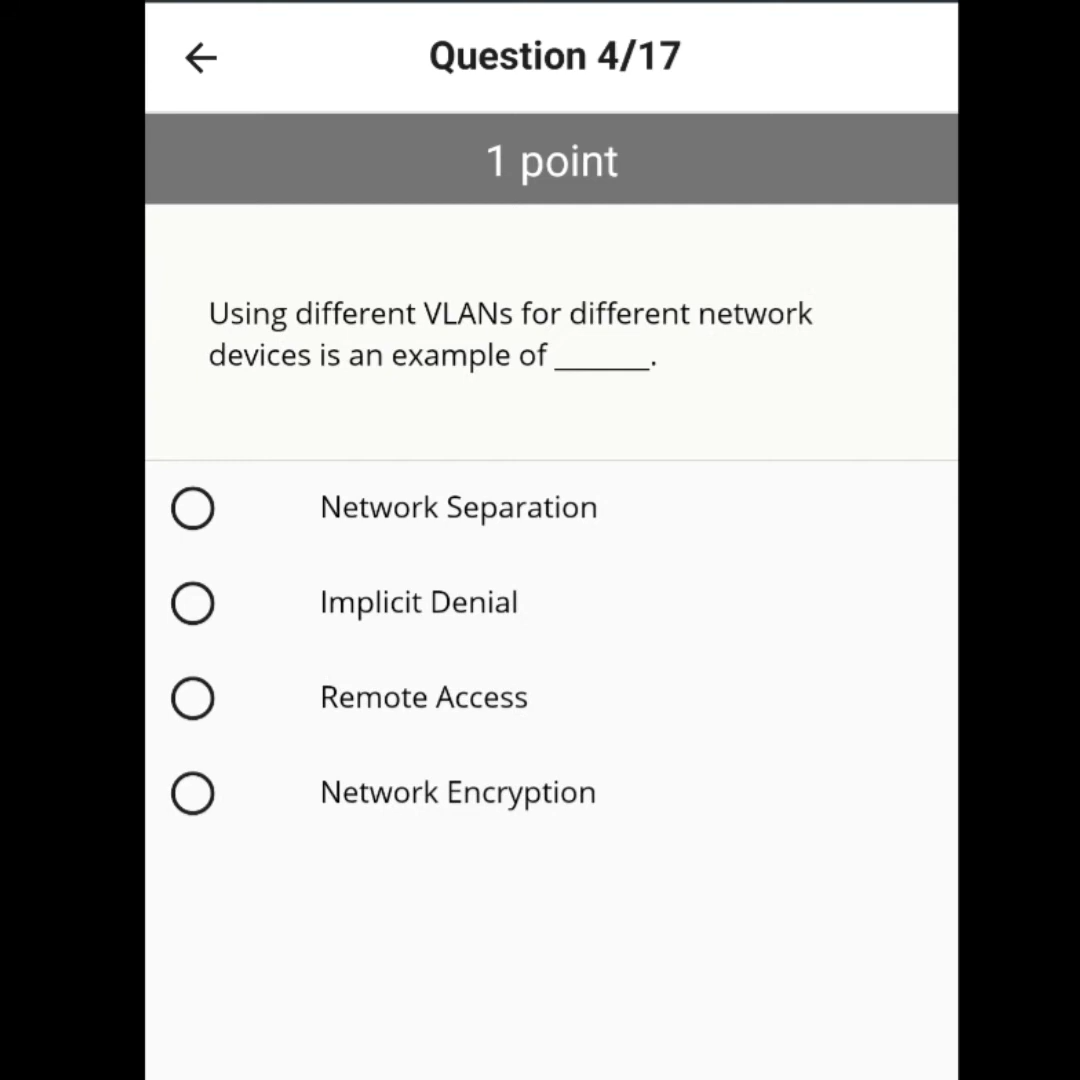 Question 4/17
1 point
Using different VLANs for different network
devices is an example of _______.
Network Separation
Implicit Denial
Remote Access
Network Encryption